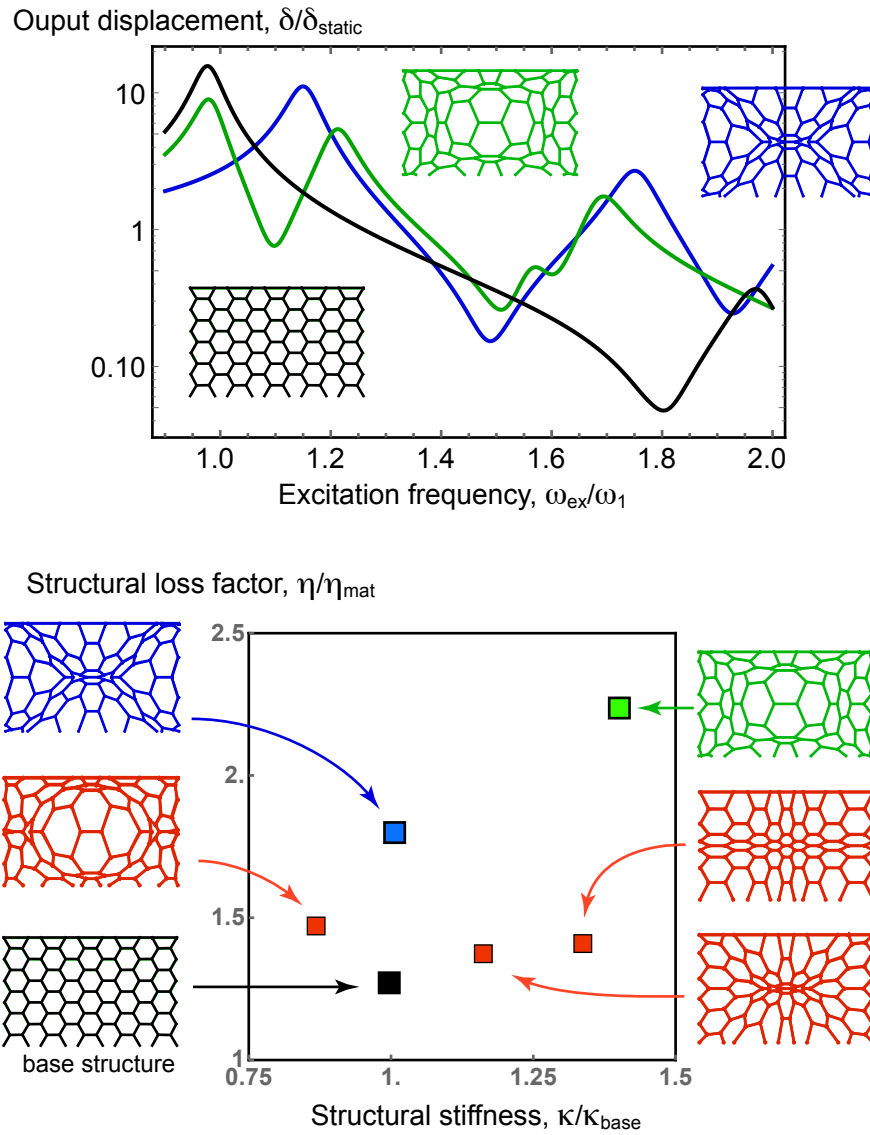 Ouput displacement, δ/δstatic
10
1
0.10
1.0 1.2 1.4 1.6 1.8 2.0
Excitation frequency, ωex/ω1
Structural loss factor, η/ηmat
2.5
2.
1.5
1
base structure
0.75 1. 1.25 1.5
Structural stiffness, κ/κbase